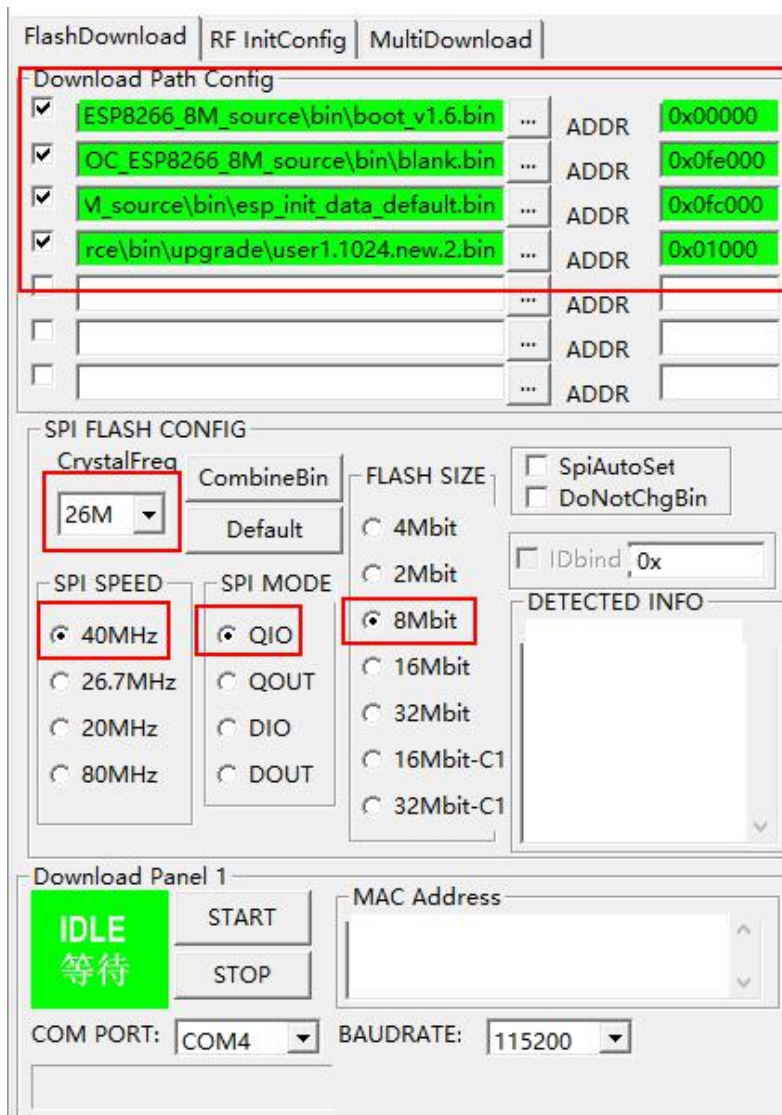 FlashDownload RF InitConfig MultiDownload
Download Path Config
ESP8266_8M_source\bin\boot_v1.6.bin ... ADDR 0x00000
OC_ESP8266_8M_source\bin\blank.bin ... ADDR 0x0fe000
M_source\bin\esp_init_data_default.bin ... ADDR 0x0fc000
rce\bin\upgrade\user1.1024.new.2.bin ... ADDR 0x01000
... ADDR
... ADDR
... ADDR
SPI FLASH CONFIG
CrystalFreq
26M
CombineBin
Default
SPI SPEED
40MHz
26.7MHz
20MHz
80MHz
SPI MODE
QIO
QOUT
DIO
DOUT
FLASH SIZE
4Mbit
2Mbit
8Mbit
16Mbit
32Mbit
16Mbit-C1
32Mbit-C1
SpiAutoSet
DoNotChgBin
IDbind 0x
DETECTED INFO
Download Panel 1
IDLE
等待
START
STOP
MAC Address
COM PORT: COM4 BAUDRATE: 115200